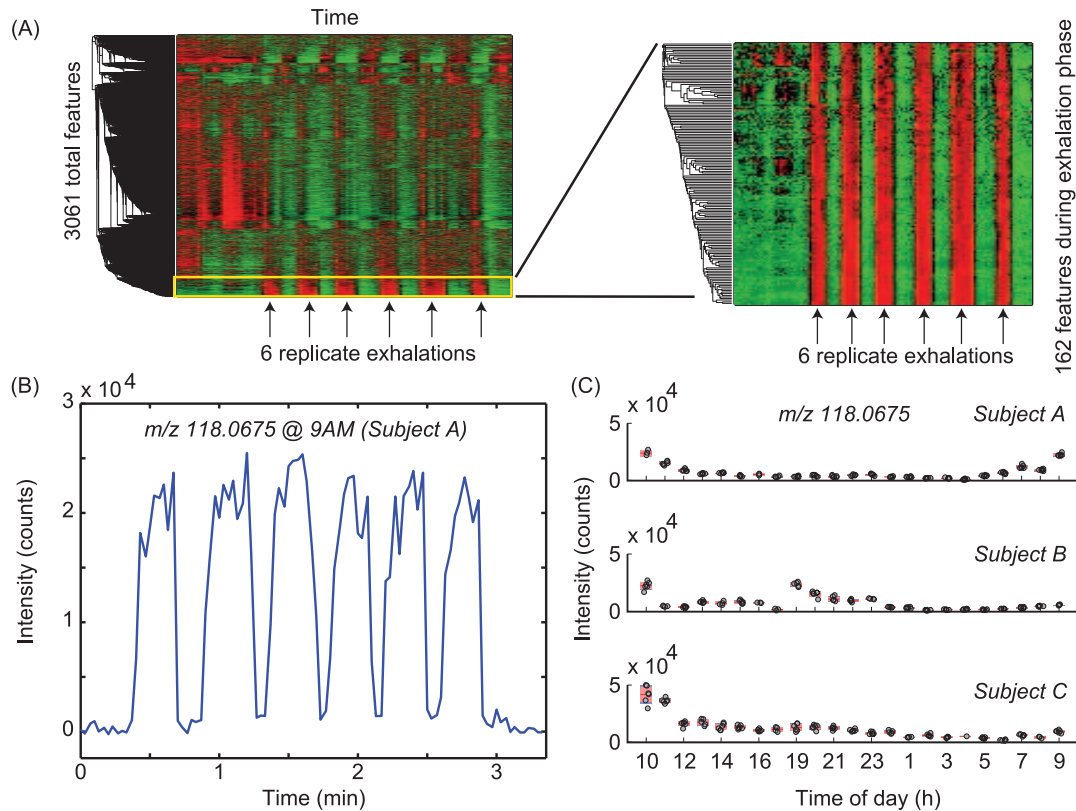 (A)
Time
3061 total features
6 replicate exhalations
6 replicate exhalations
162 features during exhalation phase
(B)
3 x 10^4
m/z 118.0675 @ 9AM (Subject A)
2
1
0
Intensity (counts)
0 1 2 3
Time (min)
(C)
x 10^4
m/z 118.0675
Subject A
5
0
x 10^4
Subject B
5
0
x 10^4
Subject C
5
0
Intensity (counts)
10 12 14 16 19 21 23 1 3 5 7 9
Time of day (h)